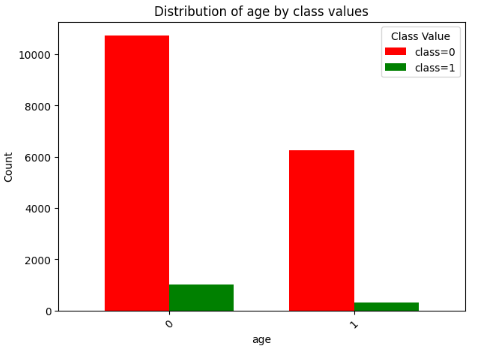 Distribution of age by class values
Class Value
class=0
class=1
Count
10000
8000
6000
4000
2000
0
0
1
age